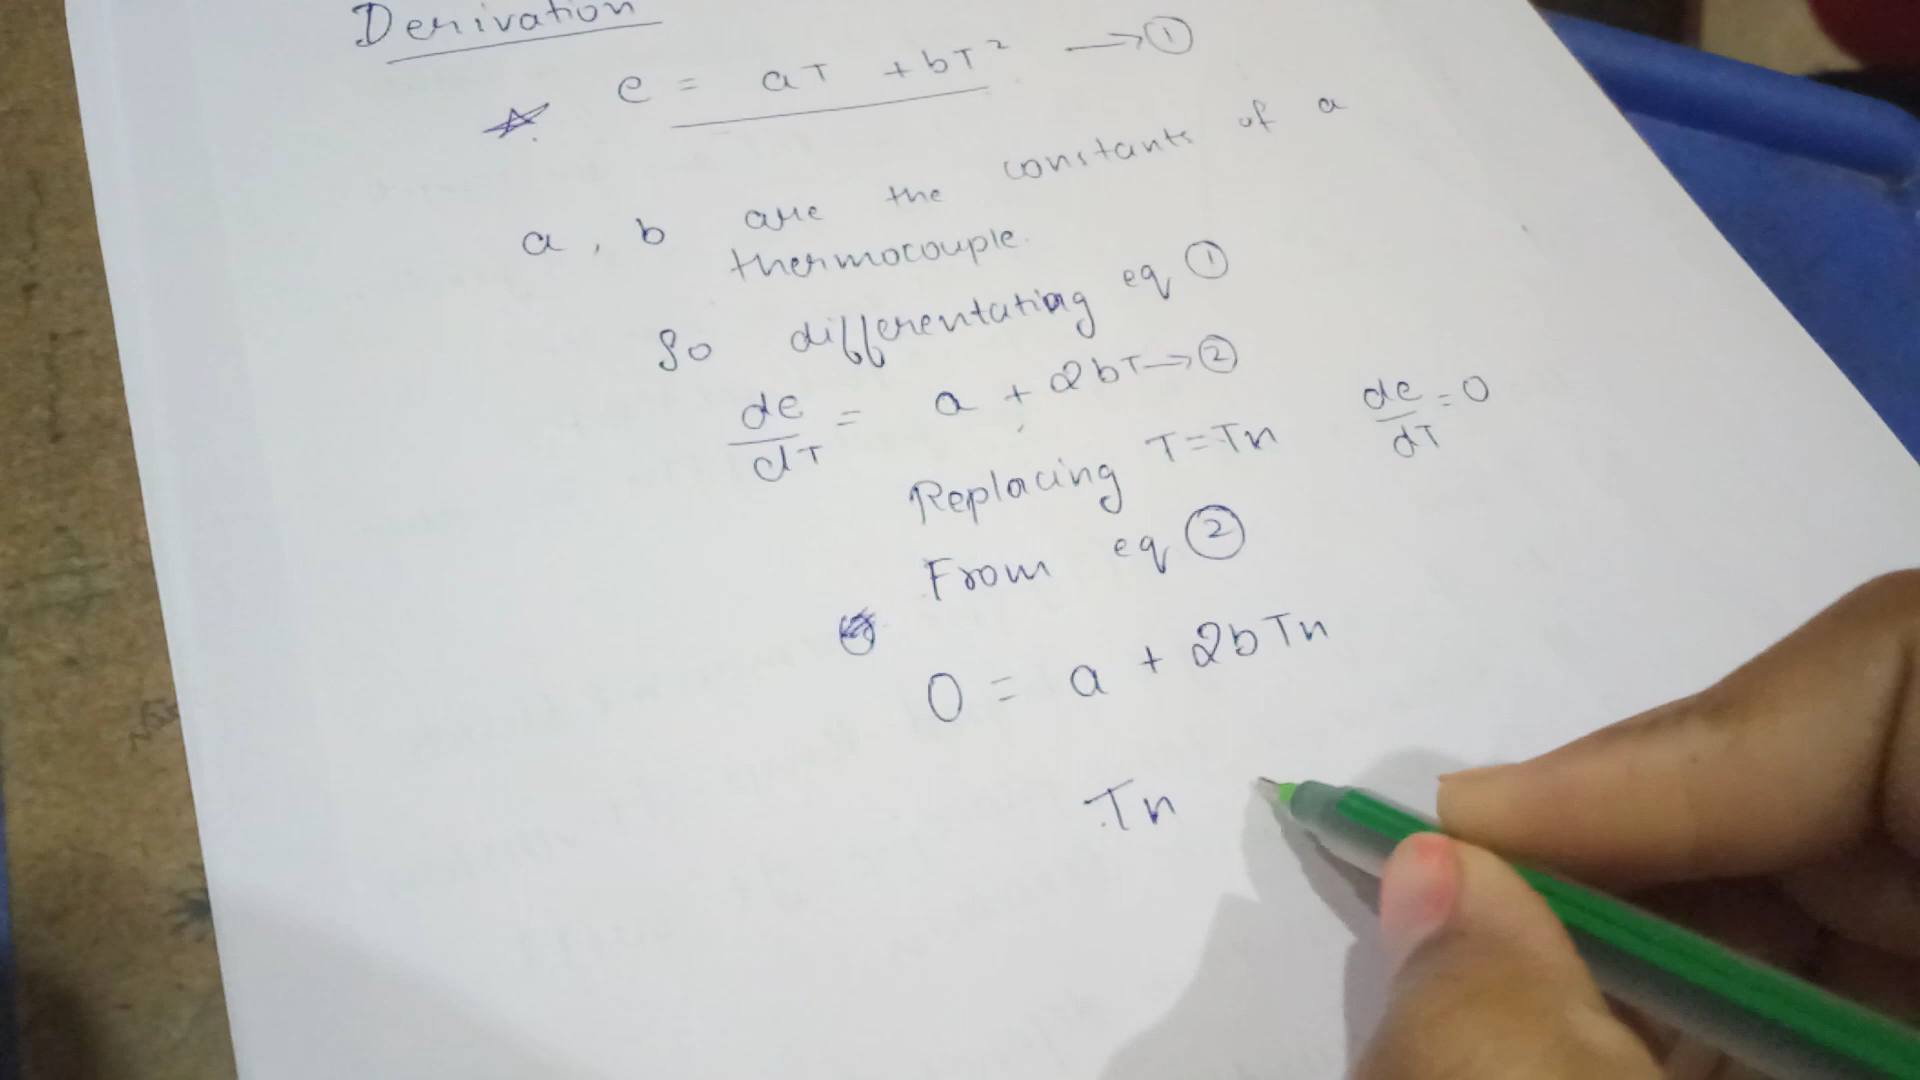 Derivation
e = aT + bT² → ①
a, b are the constants of a
thermocouple.
So differentating eq ①
de/dT = a + 2bT → ②
Replacing T = Tn de/dT = 0
From eq ②
0 = a + 2bTn
Tn